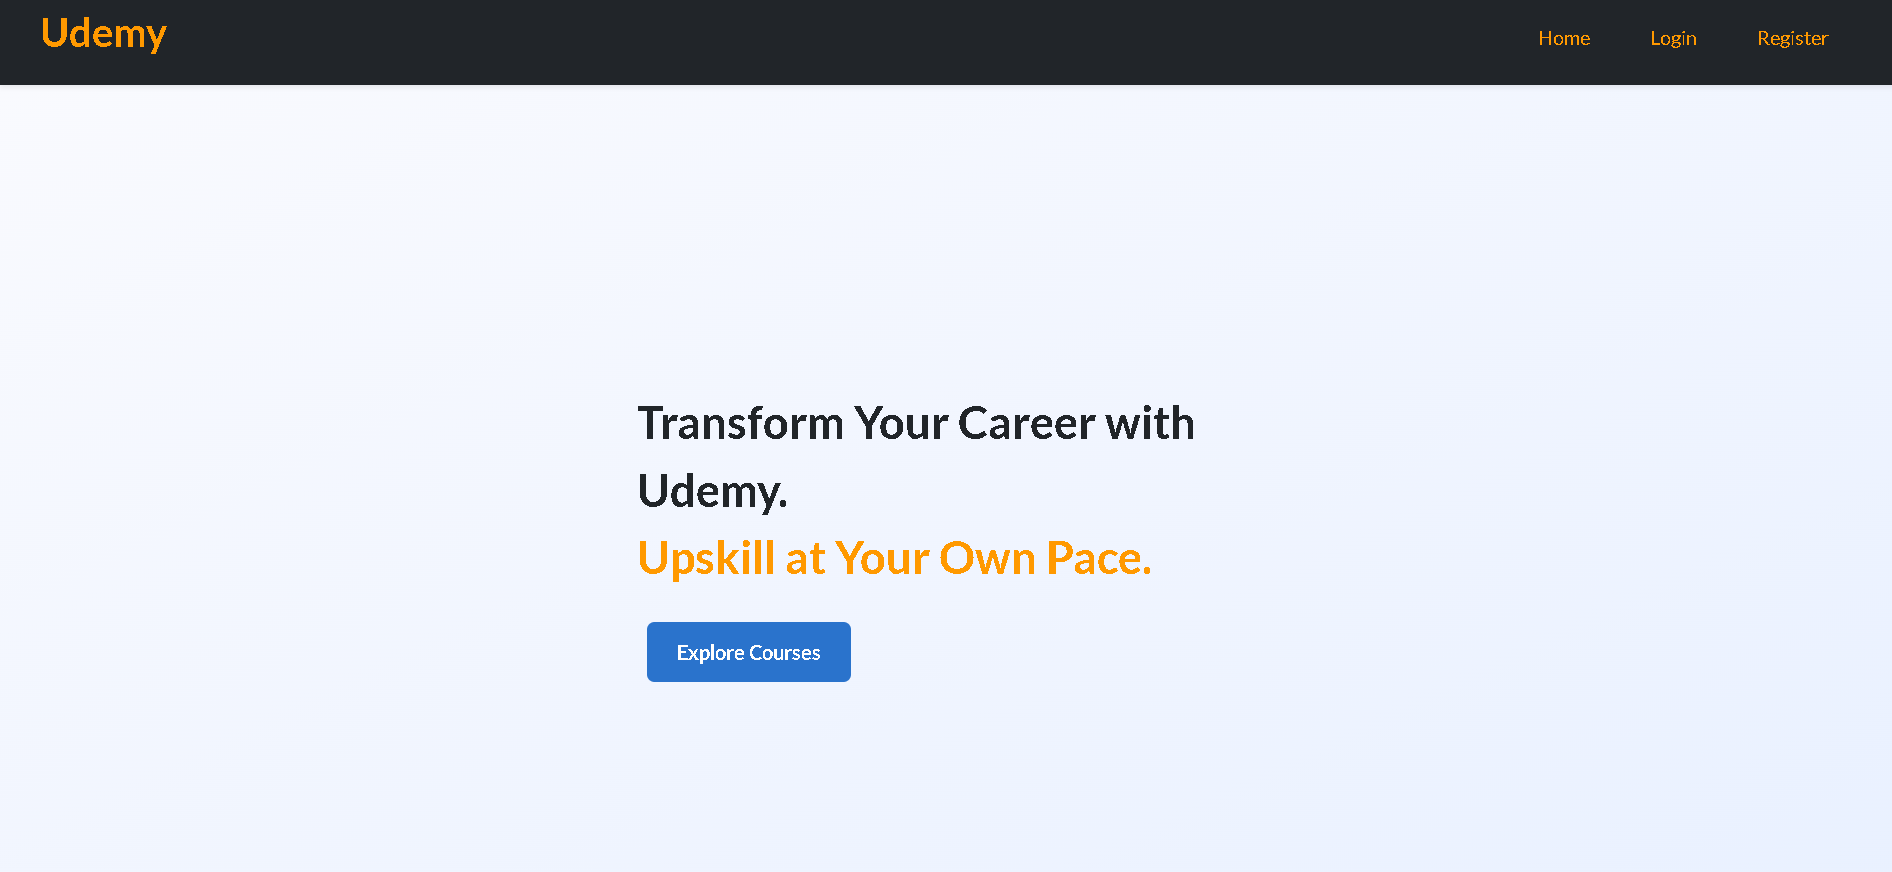 Udemy
Home Login Register
Transform Your Career with
Udemy.
Upskill at Your Own Pace.
Explore Courses